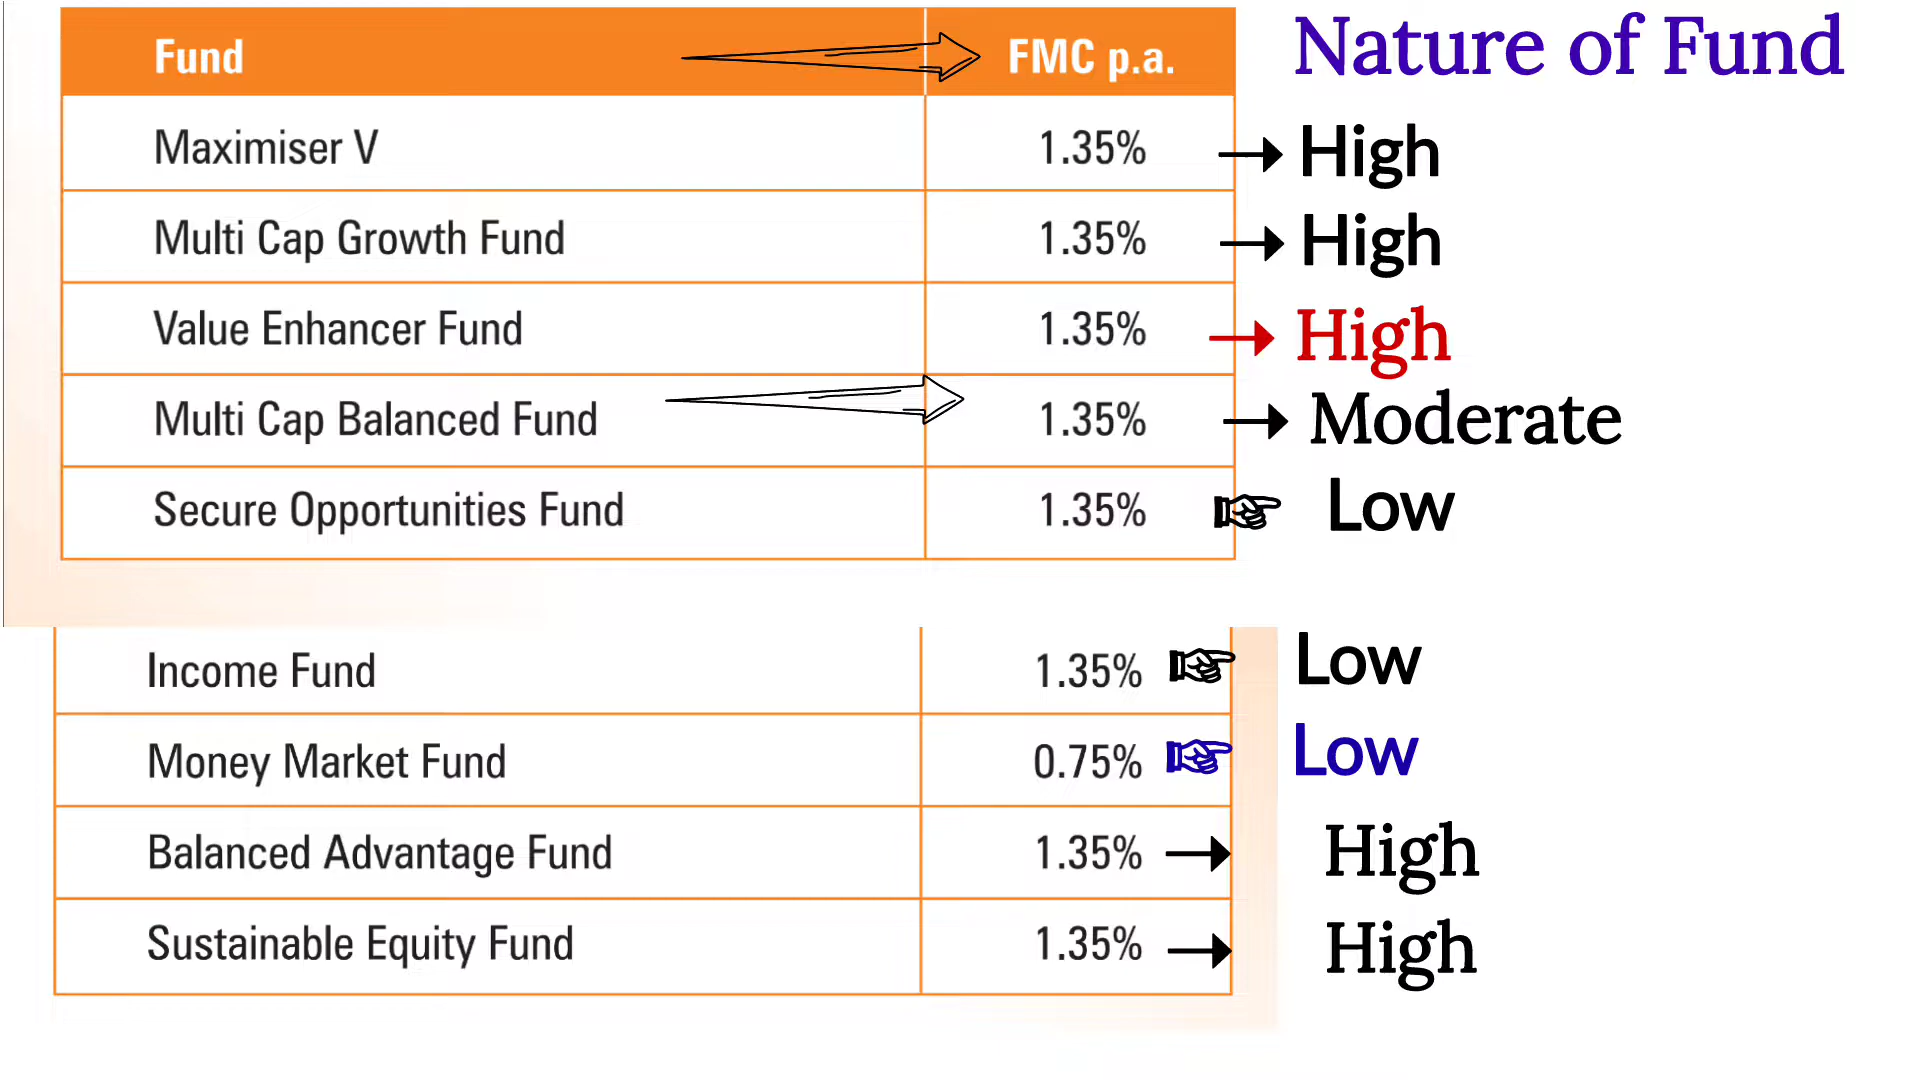 Fund FMC p.a. Nature of Fund
Maximiser V 1.35% High
Multi Cap Growth Fund 1.35% High
Value Enhancer Fund 1.35% High
Multi Cap Balanced Fund 1.35% Moderate
Secure Opportunities Fund 1.35% Low
Income Fund 1.35% Low
Money Market Fund 0.75% Low
Balanced Advantage Fund 1.35% High
Sustainable Equity Fund 1.35% High